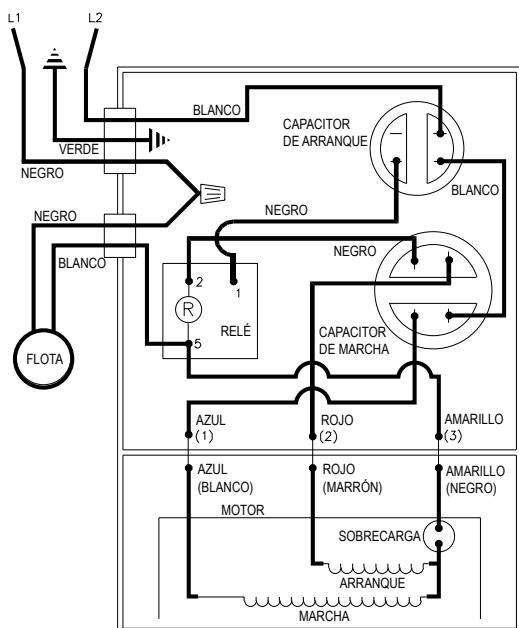 L1
L2
BLANCO
CAPACITOR
DE ARRANQUE
VERDE
NEGRO
BLANCO
NEGRO
NEGRO
NEGRO
BLANCO
2
1
R
RELÉ
5
CAPACITOR
DE MARCHA
FLOTA
AZUL
(1)
ROJO
(2)
AMARILLO
(3)
AZUL
(BLANCO)
ROJO
(MARRÓN)
AMARILLO
(NEGRO)
MOTOR
SOBRECARGA
ARRANQUE
MARCHA